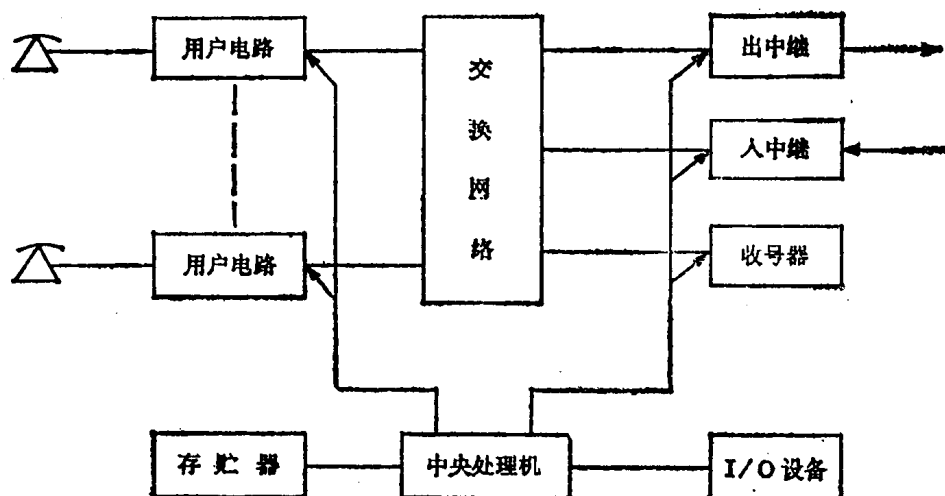 用户电路
交换网络
出中继
入中继
用户电路
收号器
存贮器
中央处理机
I/O设备